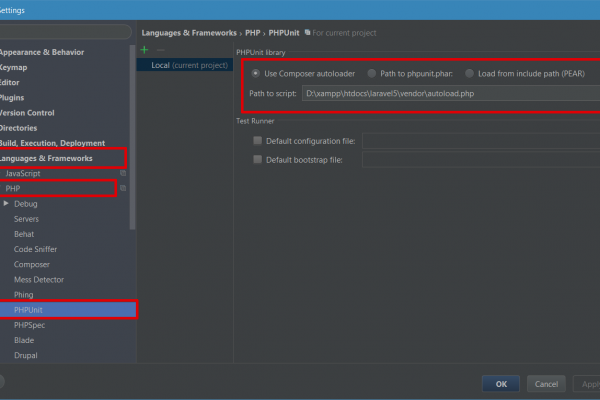 Settings
Appearance & Behavior
Keymap
Editor
Plugins
Version Control
Directories
Build, Execution, Deployment
Languages & Frameworks
JavaScript
PHP
Debug
Servers
Behat
Code Sniffer
Composer
Mess Detector
Phing
PHPUnit
PHPSpec
Blade
Drupal
Languages & Frameworks › PHP › PHPUnit For current project
Local (current project)
PHPUnit library
Use Composer autoloader Path to phpunit.phar: Load from include path (PEAR)
Path to script: D:\xampp\htdocs\laravel5\vendor\autoload.php
Test Runner
Default configuration file:
Default bootstrap file:
OK Cancel Apply